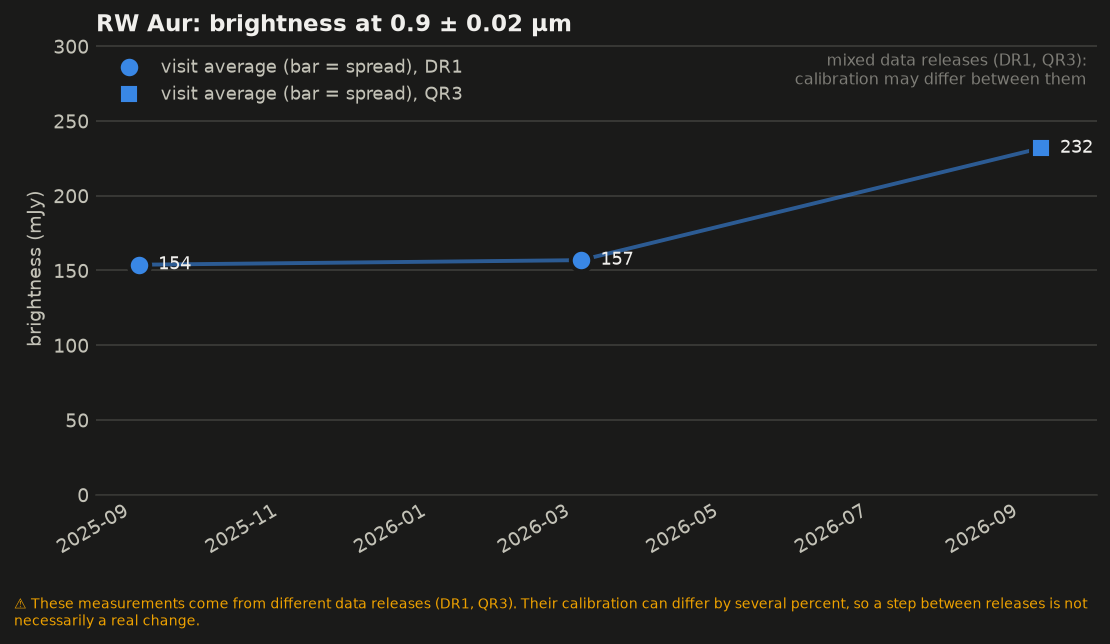 RW Aur: brightness at 0.9 ± 0.02 µm
visit average (bar = spread), DR1
visit average (bar = spread), QR3
mixed data releases (DR1, QR3):
calibration may differ between them
brightness (mJy)
300
250
200
150
100
50
0
154
157
232
2025-09
2025-11
2026-01
2026-03
2026-05
2026-07
2026-09
⚠ These measurements come from different data releases (DR1, QR3). Their calibration can differ by several percent, so a step between releases is not
necessarily a real change.